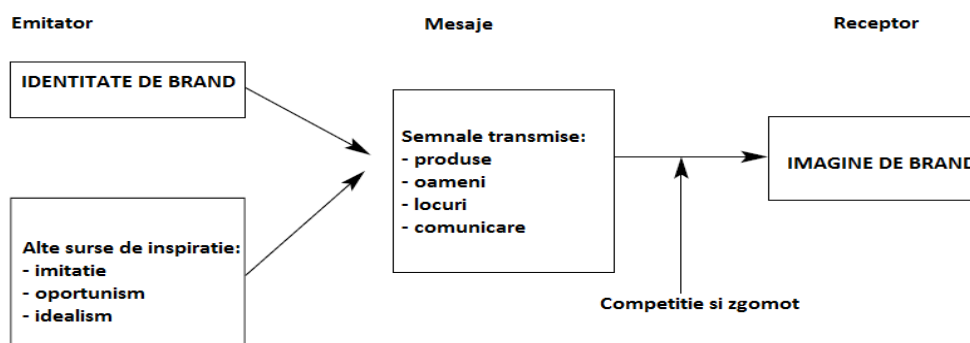 Emitator
Mesaje
Receptor
IDENTITATE DE BRAND
Semnale transmise:
- produse
- oameni
- locuri
- comunicare
IMAGINE DE BRAND
Alte surse de inspiratie:
- imitatie
- oportunism
- idealism
Competitie si zgomot